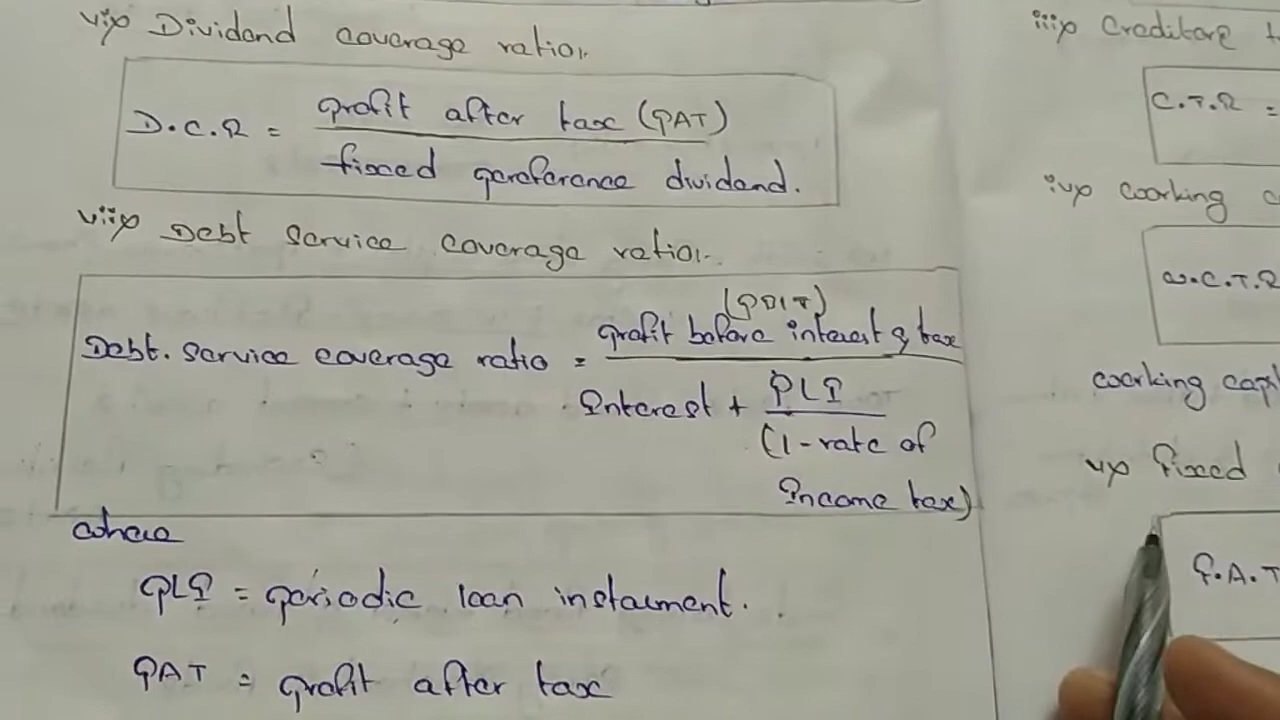 vi) Dividend coverage ratio:-
D.C.R = profit after tax (PAT)
fixed preference dividend.
vii) Debt service coverage ratio:-
(PBIT)
Debt. service coverage ratio = profit before interest & tax
Interest + PLI
(1 - rate of
Income tax)
where
PLI = periodic loan instalment.
PAT = profit after tax
iii) Creditors
C.T.R =
iv) working
W.C.T.R
working
v) fixed
F.A.T